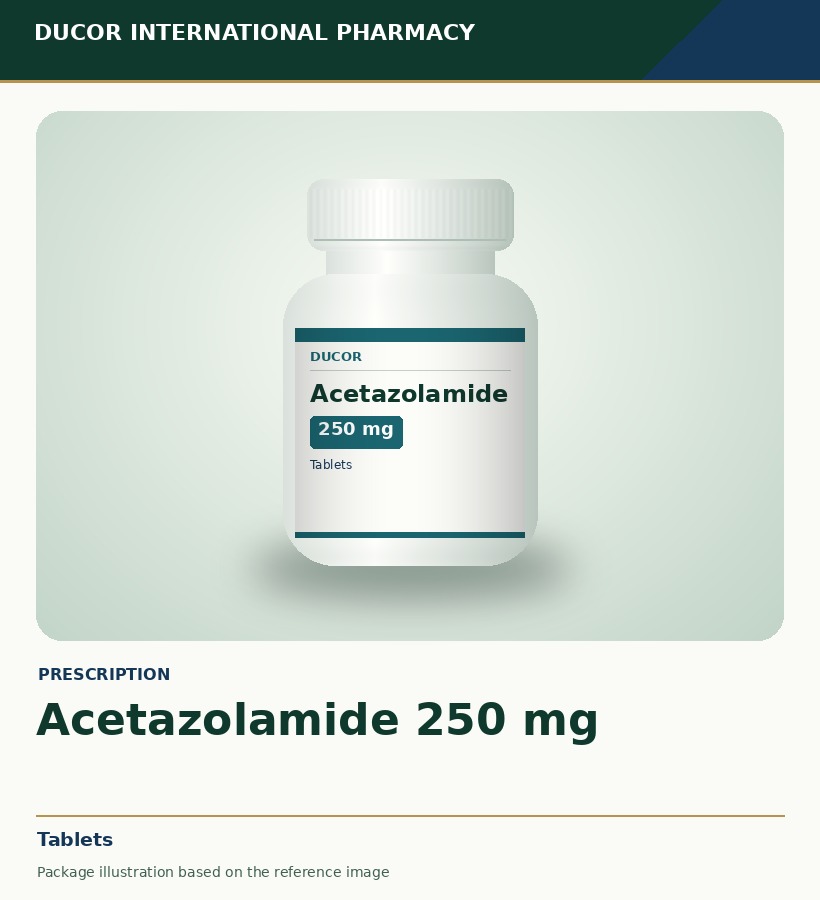 DUCOR INTERNATIONAL PHARMACY
DUCOR
Acetazolamide
250 mg
Tablets
PRESCRIPTION
Acetazolamide 250 mg
Tablets
Package illustration based on the reference image